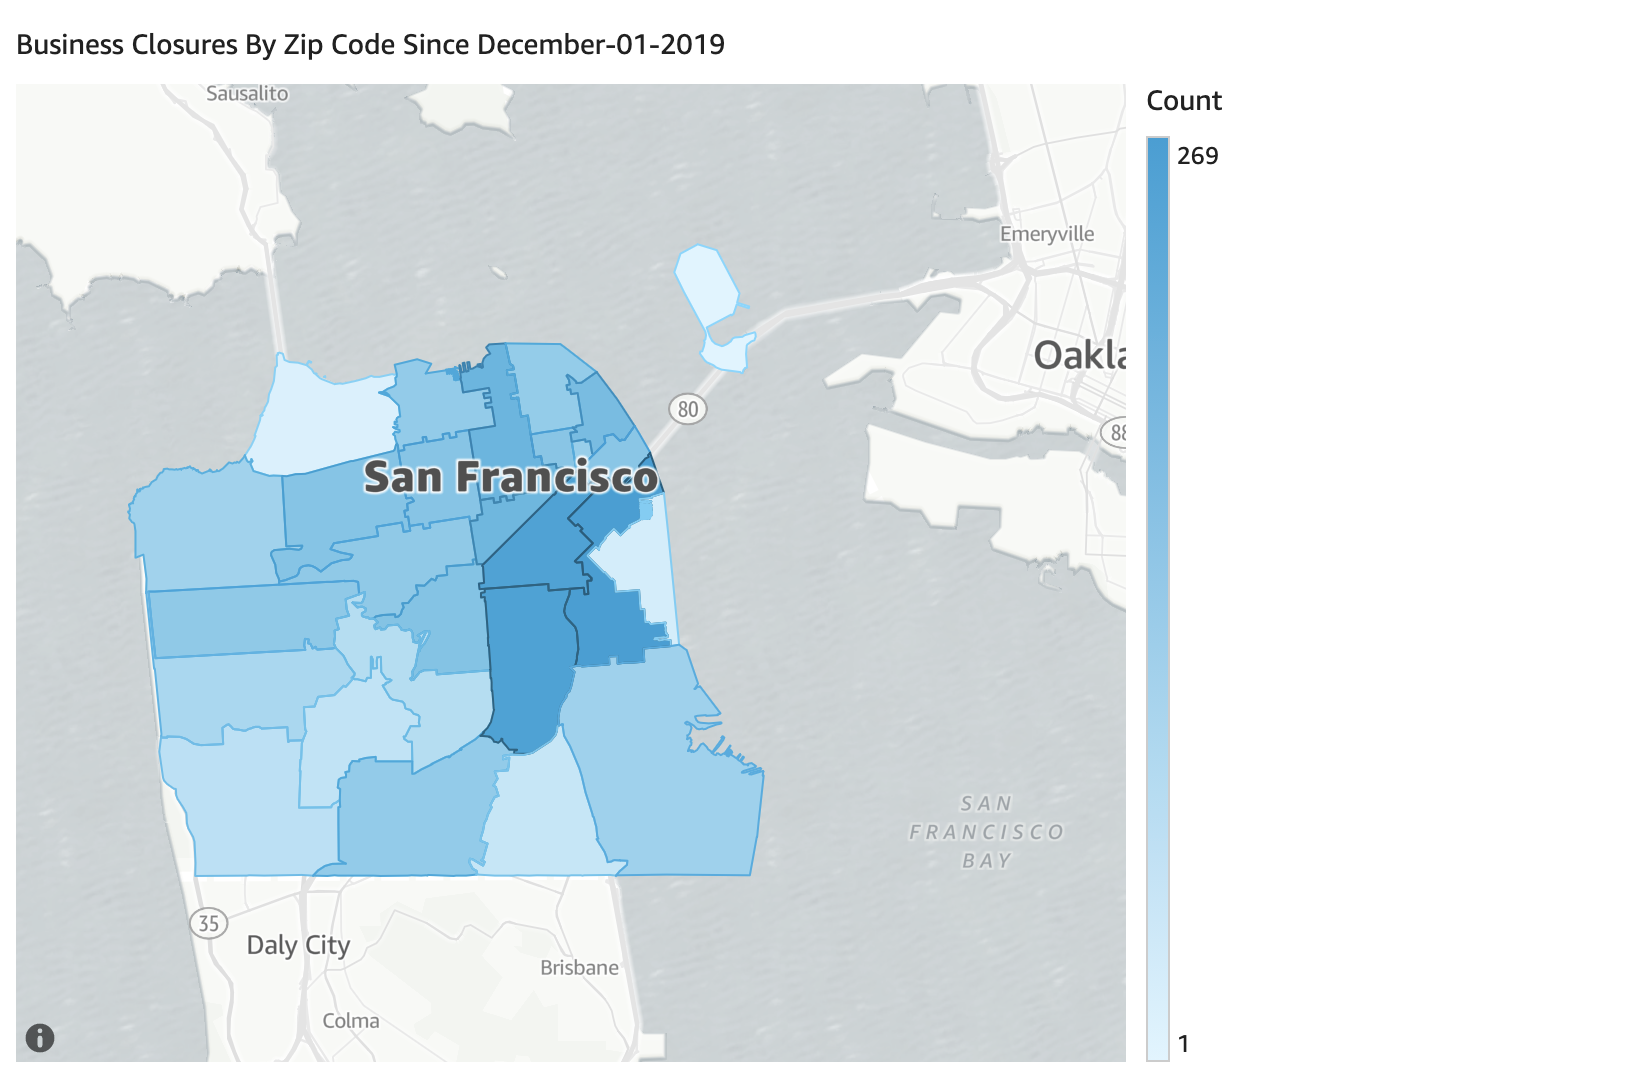 Business Closures By Zip Code Since December-01-2019
Sausalito
Count
269
Emeryville
Oakla
80
88
San Francisco
SAN
FRANCISCO
BAY
35
Daly City
Brisbane
Colma
1